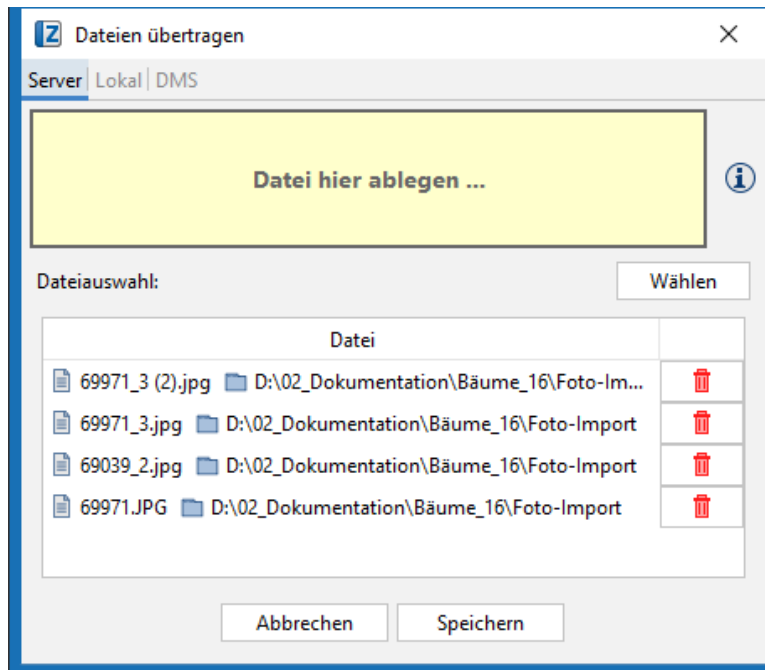 Z Dateien übertragen
Server Lokal DMS
Datei hier ablegen ...
Dateiauswahl: Wählen
Datei
69971_3 (2).jpg D:\02_Dokumentation\Bäume_16\Foto-Im...
69971_3.jpg D:\02_Dokumentation\Bäume_16\Foto-Import
69039_2.jpg D:\02_Dokumentation\Bäume_16\Foto-Import
69971.JPG D:\02_Dokumentation\Bäume_16\Foto-Import
Abbrechen Speichern